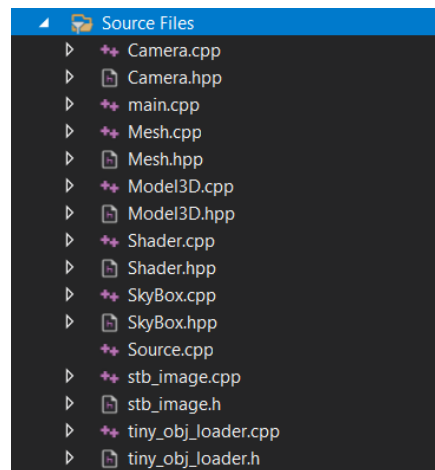 Source Files
Camera.cpp
Camera.hpp
main.cpp
Mesh.cpp
Mesh.hpp
Model3D.cpp
Model3D.hpp
Shader.cpp
Shader.hpp
SkyBox.cpp
SkyBox.hpp
Source.cpp
stb_image.cpp
stb_image.h
tiny_obj_loader.cpp
tiny_obj_loader.h